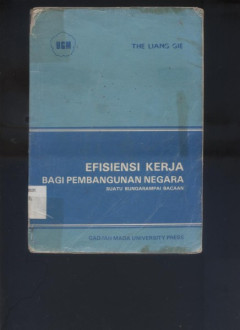 THE LIANG GIE
EFISIENSI KERJA
BAGI PEMBANGUNAN NEGARA
SUATU BUNGARAMPAI BACAAN
GADJAH MADA UNIVERSITY PRESS